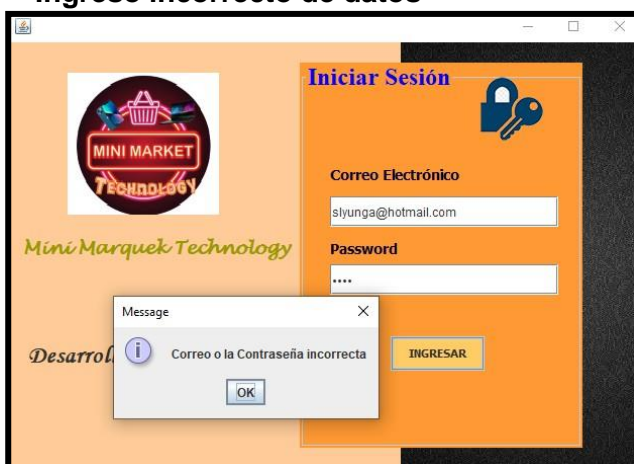 Ingreso incorrecto de datos
Iniciar Sesión
MINI MARKET
TECHNOLOGY
Correo Electrónico
slyunga@hotmail.com
Mini Marquek Technology
Password
••••
Message
Correo o la Contraseña incorrecta
OK
INGRESAR